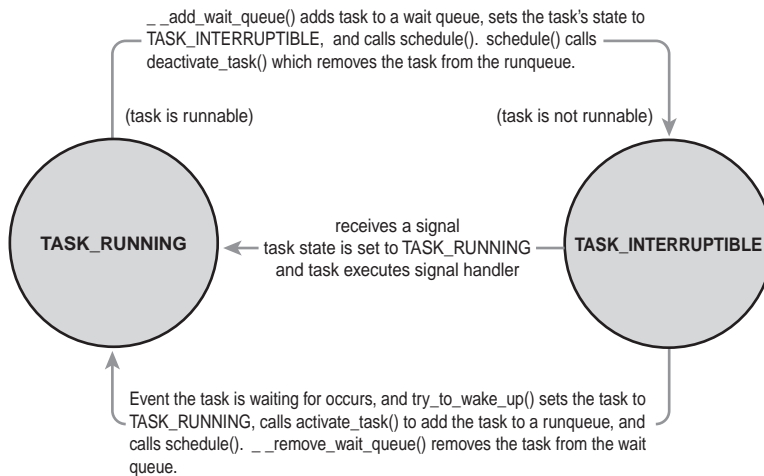 _ _add_wait_queue() adds task to a wait queue, sets the task's state to
TASK_INTERRUPTIBLE, and calls schedule(). schedule() calls
deactivate_task() which removes the task from the runqueue.
(task is runnable)
(task is not runnable)
TASK_RUNNING
receives a signal
task state is set to TASK_RUNNING
and task executes signal handler
TASK_INTERRUPTIBLE
Event the task is waiting for occurs, and try_to_wake_up() sets the task to
TASK_RUNNING, calls activate_task() to add the task to a runqueue, and
calls schedule(). _ _remove_wait_queue() removes the task from the wait
queue.